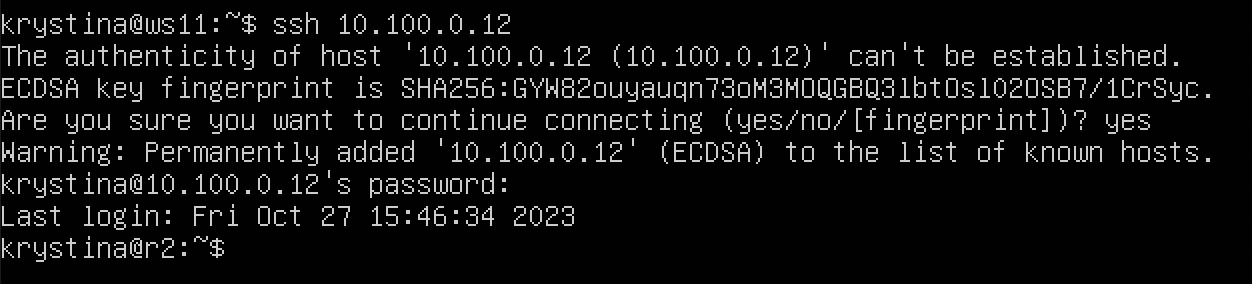 krystina@ws11:~$ ssh 10.100.0.12
The authenticity of host '10.100.0.12 (10.100.0.12)' can't be established.
ECDSA key fingerprint is SHA256:GYW82ouyauqn73oM3MOQGBQ3lbtOslO2OSB7/1CrSyc.
Are you sure you want to continue connecting (yes/no/[fingerprint])? yes
Warning: Permanently added '10.100.0.12' (ECDSA) to the list of known hosts.
krystina@10.100.0.12's password:
Last login: Fri Oct 27 15:46:34 2023
krystina@r2:~$